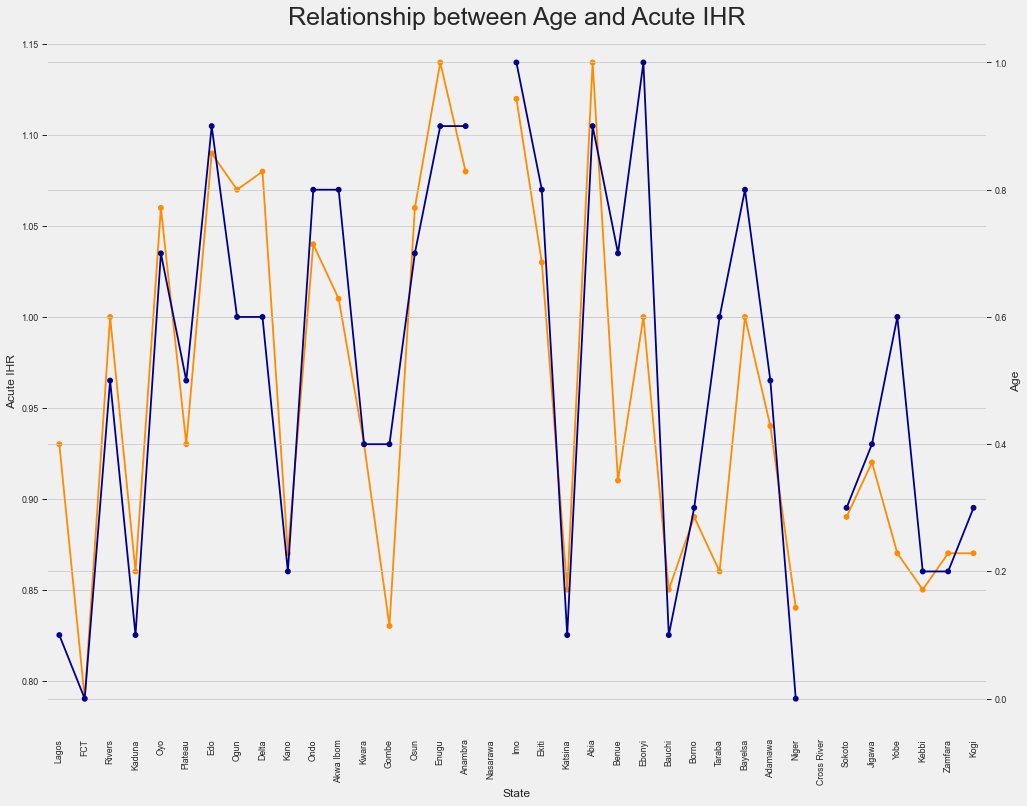 Relationship between Age and Acute IHR
1.15
1.10
1.05
1.00
0.95
0.90
0.85
0.80
Acute IHR
1.0
0.8
0.6
0.4
0.2
0.0
Age
Lagos
FCT
Rivers
Kaduna
Oyo
Plateau
Edo
Ogun
Delta
Kano
Ondo
Akwa Ibom
Kwara
Gombe
Osun
Enugu
Anambra
Nasarawa
Imo
Ekiti
Katsina
Abia
Benue
Ebonyi
Bauchi
Borno
Taraba
Bayelsa
Adamawa
Niger
Cross River
Sokoto
Jigawa
Yobe
Kebbi
Zamfara
Kogi
State